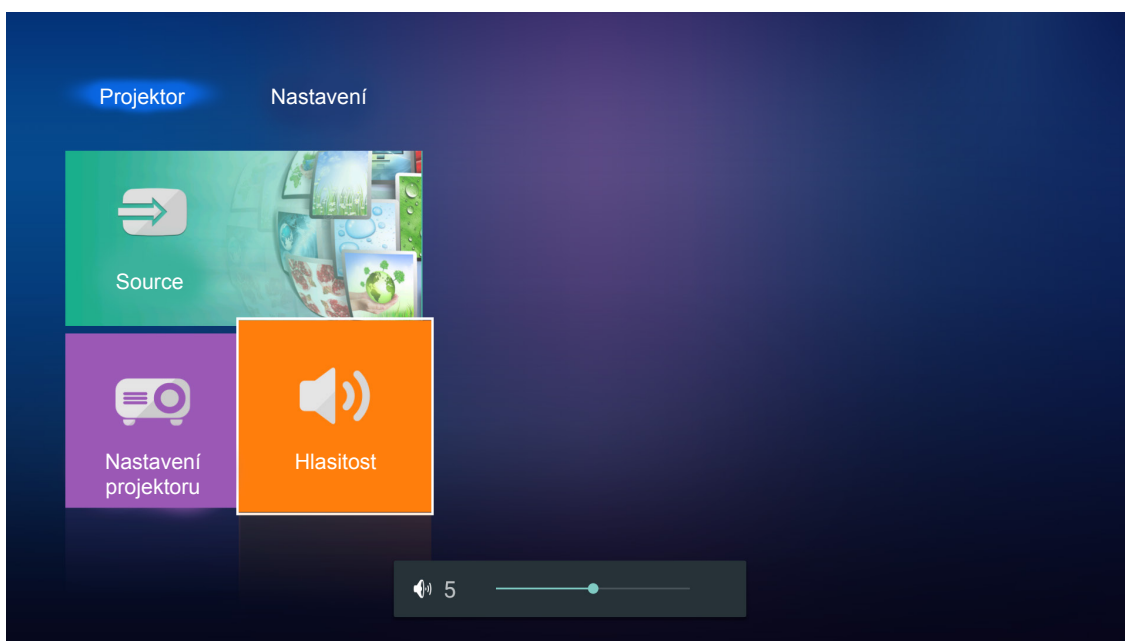 Projektor
Nastavení
Source
Nastavení
projektoru
Hlasitost
5